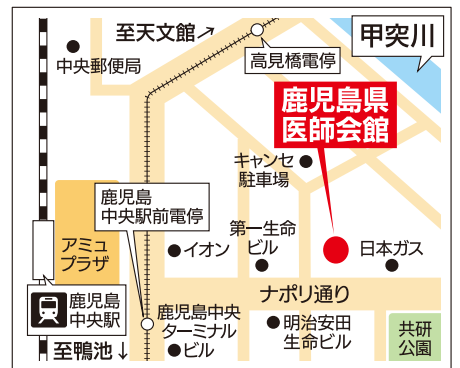 至天文館↗
甲突川
中央郵便局
高見橋電停
鹿児島県
医師会館
キャンセ
駐車場
鹿児島
中央駅前電停
アミュ
プラザ
イオン
第一生命
ビル
日本ガス
ナポリ通り
鹿児島
中央駅
鹿児島中央
ターミナル
ビル
明治安田
生命ビル
共研
公園
至鴨池↓